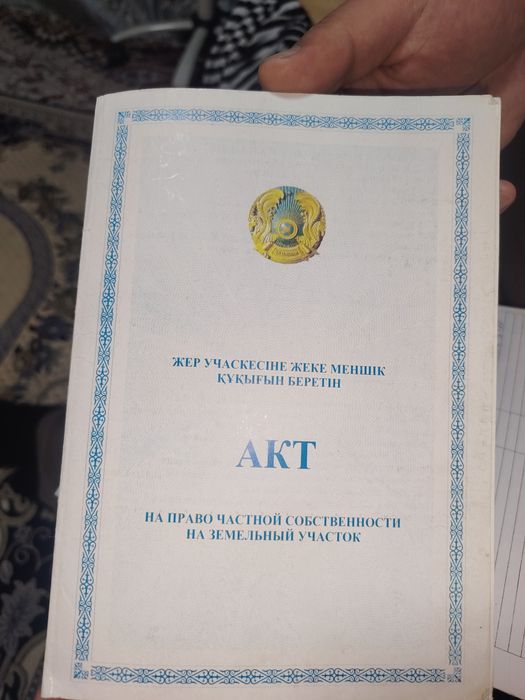 ЖЕР УЧАСКЕСІНЕ ЖЕКЕ МЕНШІК
ҚҰҚЫҒЫН БЕРЕТІН
АКТ
НА ПРАВО ЧАСТНОЙ СОБСТВЕННОСТИ
НА ЗЕМЕЛЬНЫЙ УЧАСТОК